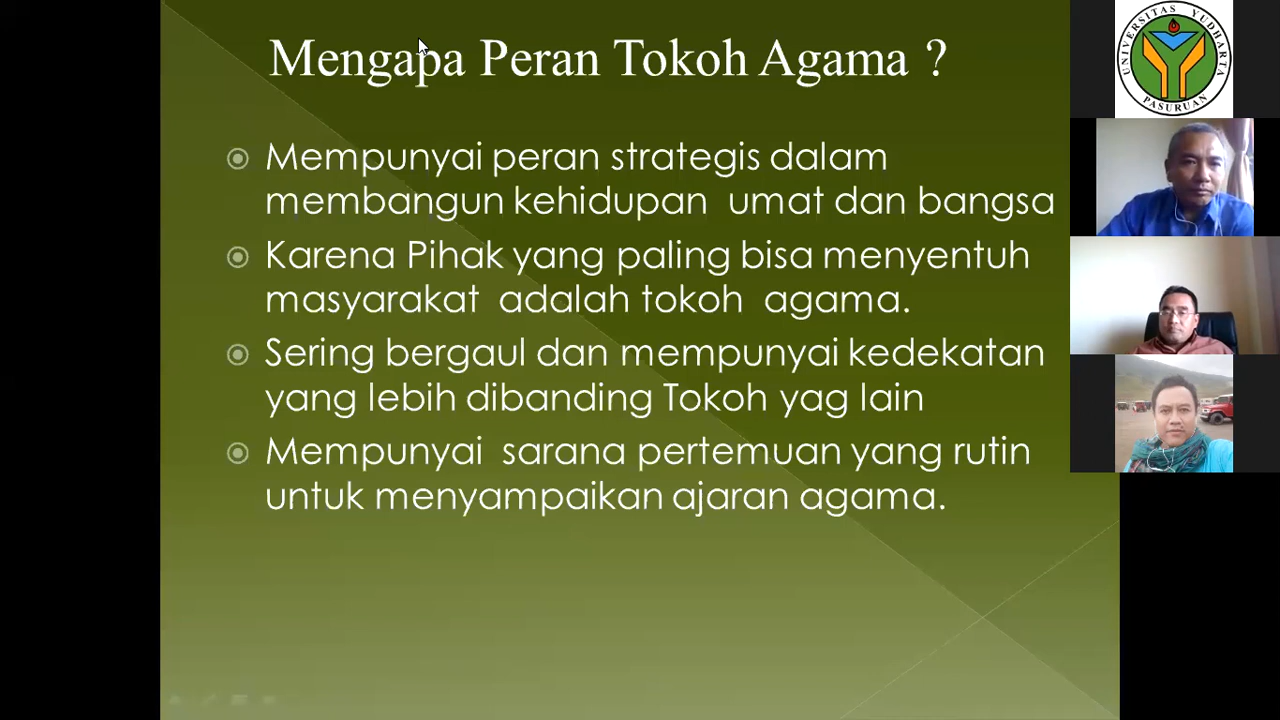 Mengapa Peran Tokoh Agama ?
Mempunyai peran strategis dalam
membangun kehidupan umat dan bangsa
Karena Pihak yang paling bisa menyentuh
masyarakat adalah tokoh agama.
Sering bergaul dan mempunyai kedekatan
yang lebih dibanding Tokoh yag lain
Mempunyai sarana pertemuan yang rutin
untuk menyampaikan ajaran agama.
UNIVERSITAS YUDHARTA
PASURUAN